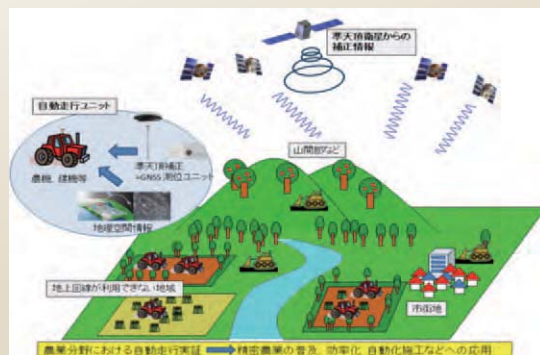 準天頂衛星からの
補正情報
自動走行ユニット
山間部など
農機、建機等
準天頂補正
+GNSS測位ユニット
地理空間情報
地上回線が利用できない地域
市街地
農業分野における自動走行実証 精密農業の普及、効率化、自動化施工などへの応用